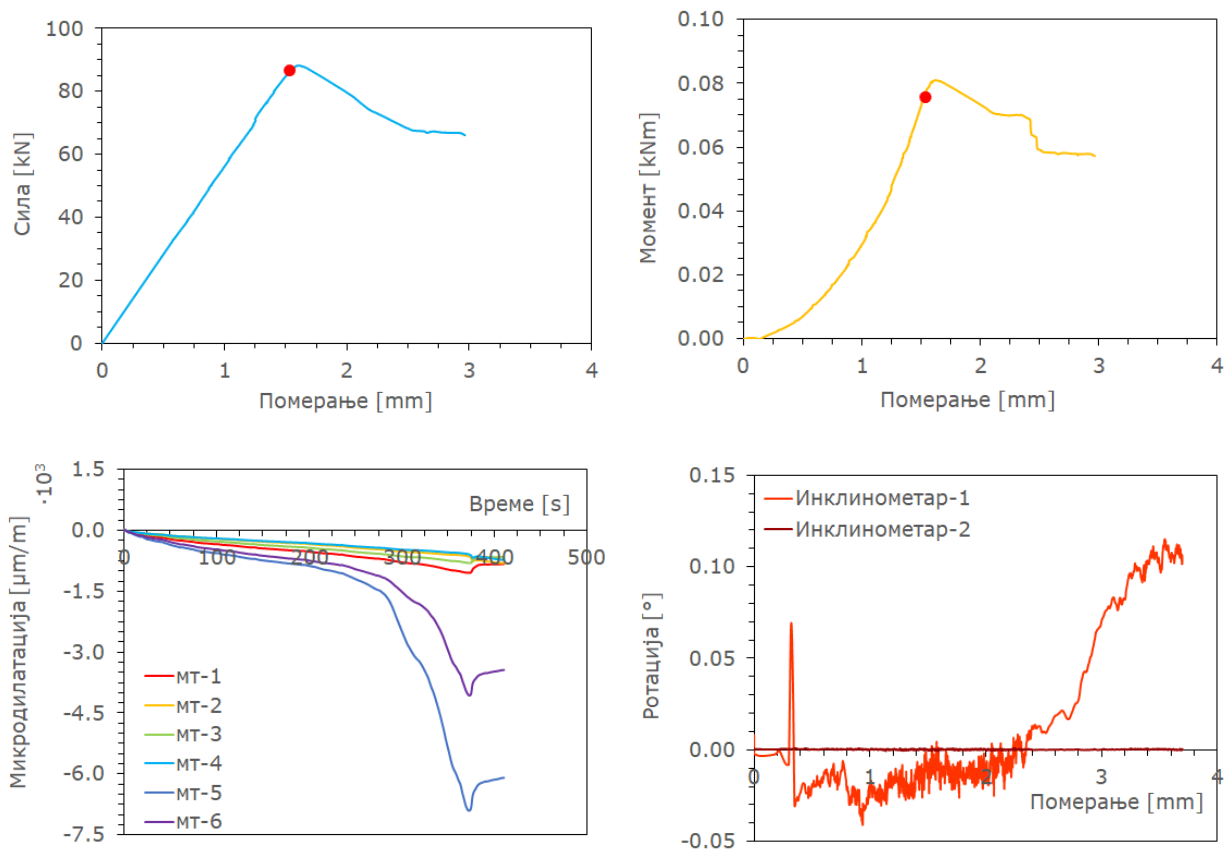 Сила [kN]
100
80
60
40
20
0
0 1 2 3 4
Померање [mm]
Момент [kNm]
0.10
0.08
0.06
0.04
0.02
0.00
0 1 2 3 4
Померање [mm]
Микродилатација [μm/m]
·10³
1.5
0.0
-1.5
-3.0
-4.5
-6.0
-7.5
Време [s]
0 100 200 300 400 500
мт-1
мт-2
мт-3
мт-4
мт-5
мт-6
Ротација [°]
0.15
0.10
0.05
0.00
-0.05
Инклинометар-1
Инклинометар-2
0 1 2 3 4
Померање [mm]